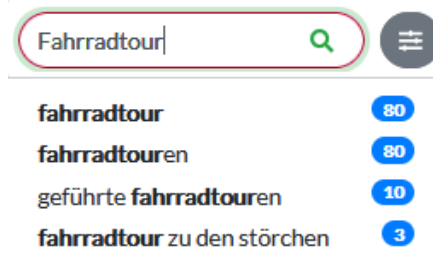 Fahrradtour
fahrradtour 80
fahrradtouren 80
geführte fahrradtouren 10
fahrradtour zu den störchen 3